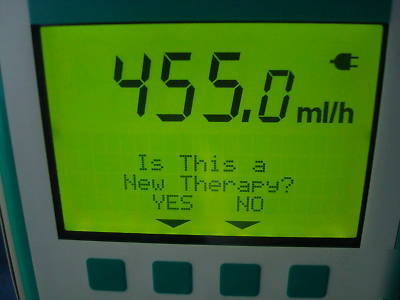 455.0 ml/h
Is This a
New Therapy?
YES NO